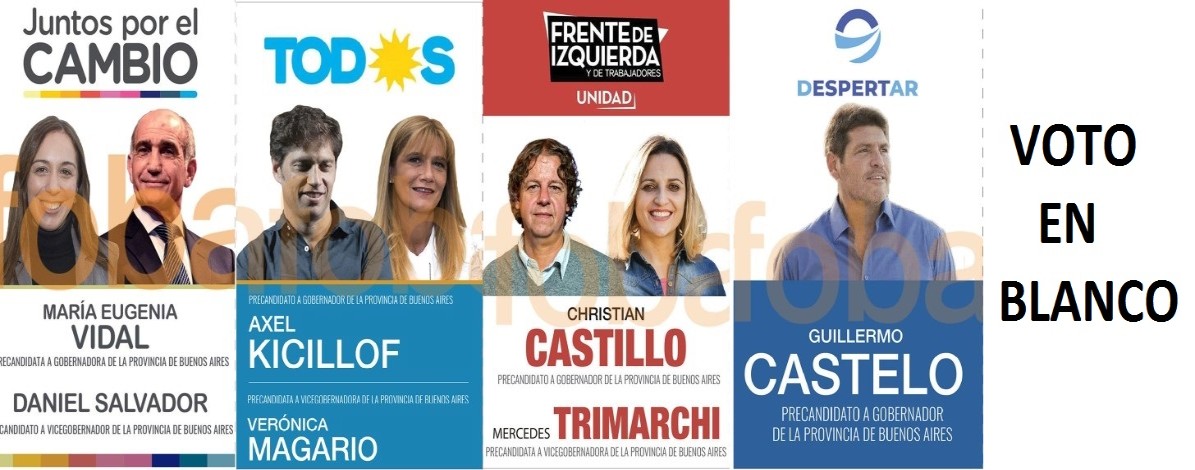 Juntos por el
CAMBIO
MARÍA EUGENIA
VIDAL
PRECANDIDATA A GOBERNADORA DE LA PROVINCIA DE BUENOS AIRES
DANIEL SALVADOR
PRECANDIDATO A VICEGOBERNADOR DE LA PROVINCIA DE BUENOS AIRES
TODOS
PRECANDIDATO A GOBERNADOR DE LA PROVINCIA DE BUENOS AIRES
AXEL
KICILLOF
PRECANDIDATA A VICEGOBERNADORA DE LA PROVINCIA DE BUENOS AIRES
VERÓNICA
MAGARIO
FRENTE DE
IZQUIERDA
Y DE TRABAJADORES
UNIDAD
CHRISTIAN
CASTILLO
PRECANDIDATO A GOBERNADOR DE LA PROVINCIA DE BUENOS AIRES
MERCEDES TRIMARCHI
PRECANDIDATA A VICEGOBERNADORA DE LA PROVINCIA DE BUENOS AIRES
DESPERTAR
GUILLERMO
CASTELO
PRECANDIDATO A GOBERNADOR
DE LA PROVINCIA DE BUENOS AIRES
VOTO
EN
BLANCO
foba